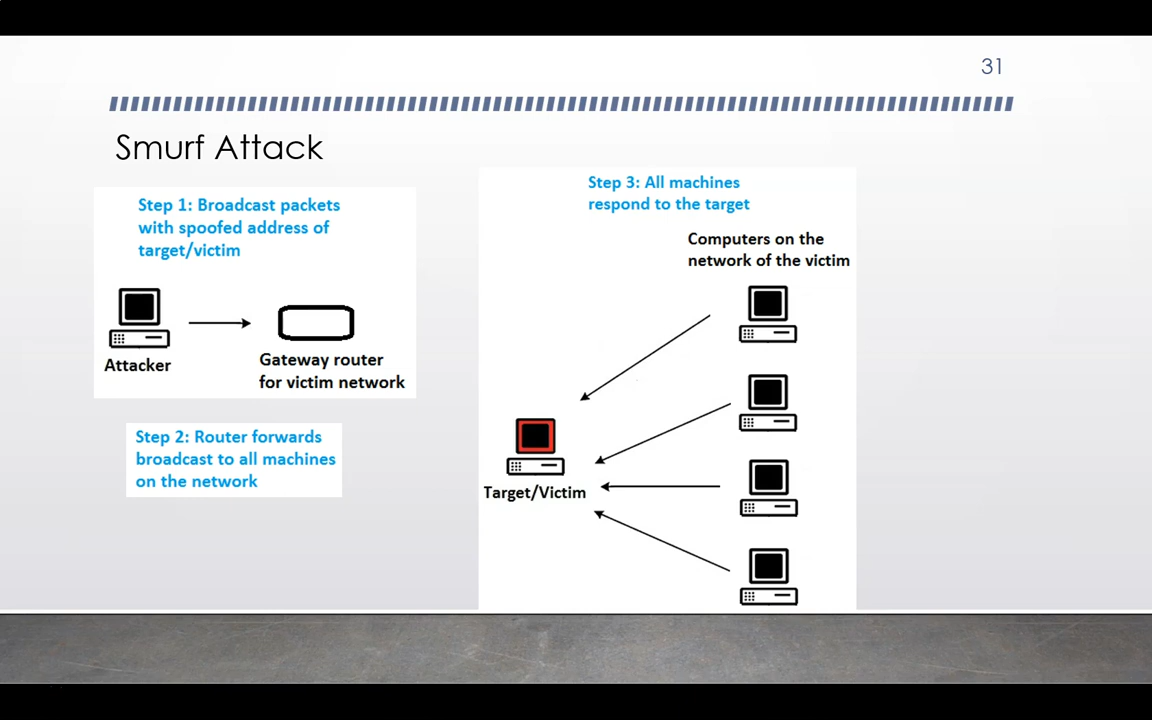 31
Smurf Attack
Step 1: Broadcast packets
with spoofed address of
target/victim
Attacker
Gateway router
for victim network
Step 2: Router forwards
broadcast to all machines
on the network
Step 3: All machines
respond to the target
Computers on the
network of the victim
Target/Victim